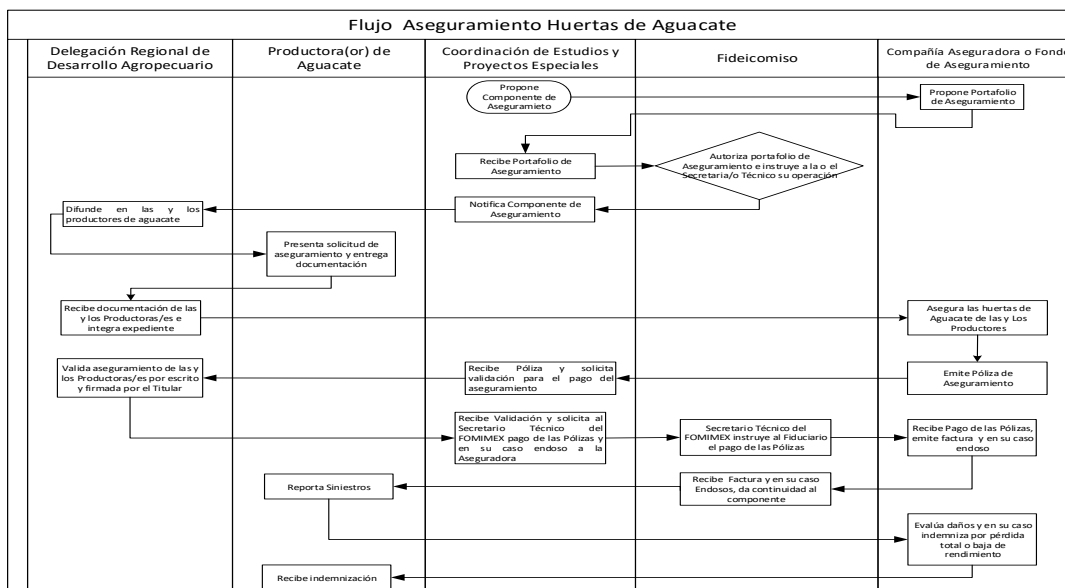 Flujo Aseguramiento Huertas de Aguacate
Delegación Regional de
Desarrollo Agropecuario
Productora(or) de
Aguacate
Coordinación de Estudios y
Proyectos Especiales
Fideicomiso
Compañía Aseguradora o Fondo
de Aseguramiento
Propone
Componente de
Aseguramieto
Propone Portafolio
de Aseguramiento
Recibe Portafolio de
Aseguramiento
Autoriza portafolio de
Aseguramiento e instruye a la o el
Secretaria/o Técnico su operación
Notifica Componente de
Aseguramiento
Difunde en las y los
productores de aguacate
Presenta solicitud de
aseguramiento y entrega
documentación
Recibe documentación de las
y los Productoras/es e
integra expediente
Asegura las huertas de
Aguacate de las y Los
Productores
Emite Póliza de
Aseguramiento
Recibe Póliza y solicita
validación para el pago del
aseguramiento
Valida aseguramiento de las y
los Productoras/es por escrito
y firmada por el Titular
Recibe Validación y solicita al
Secretario Técnico del
FOMIMEX pago de las Pólizas y
en su caso endoso a la
Aseguradora
Secretario Técnico del
FOMIMEX instruye al Fiduciario
el pago de las Pólizas
Recibe Pago de las Pólizas,
emite factura y en su caso
endoso
Recibe Factura y en su caso
Endosos, da continuidad al
componente
Reporta Siniestros
Evalúa daños y en su caso
indemniza por pérdida
total o baja de
rendimiento
Recibe indemnización